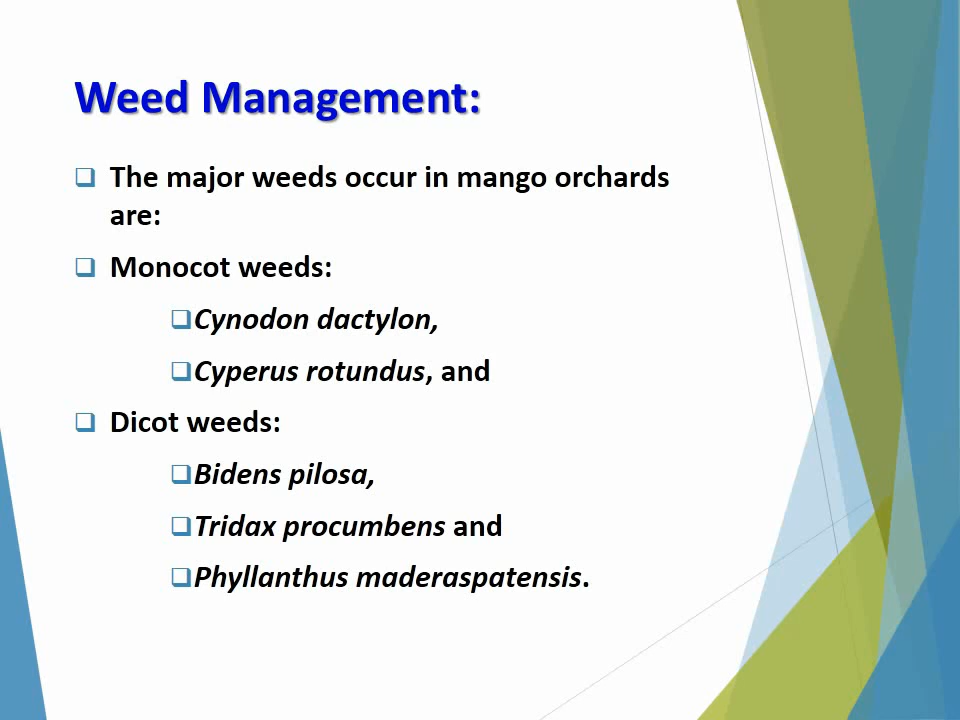 Weed Management:
The major weeds occur in mango orchards
are:
Monocot weeds:
Cynodon dactylon,
Cyperus rotundus, and
Dicot weeds:
Bidens pilosa,
Tridax procumbens and
Phyllanthus maderaspatensis.